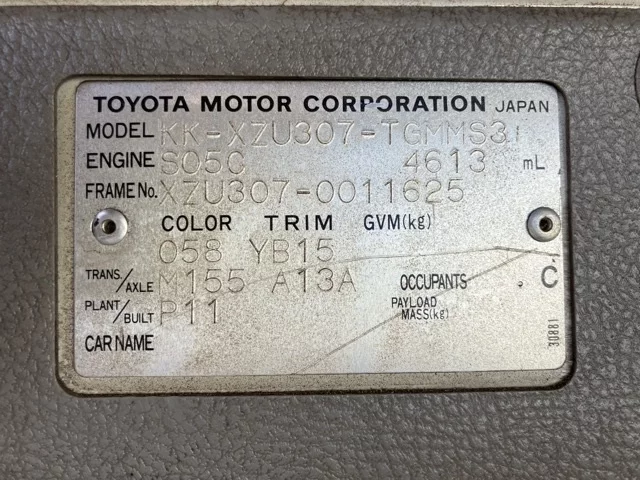 TOYOTA MOTOR CORPORATION JAPAN
MODEL KK-XZU307-TGMMS3
ENGINE S05C 4613 mL
FRAME No. XZU307-0011625
COLOR TRIM GVM(kg)
058 YB15
TRANS./AXLE M155 A13A OCCUPANTS C
PLANT/BUILT P11 PAYLOAD MASS(kg)
CAR NAME
30881